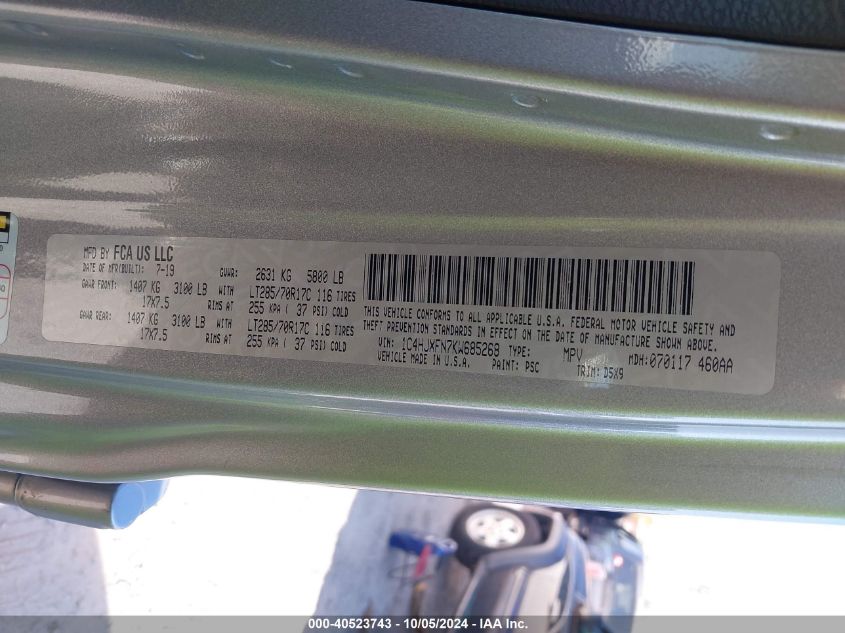 MFD BY FCA US LLC
DATE OF MFR(BUILT): 7-19 GVWR: 2631 KG 5800 LB
GAWR FRONT: 1407 KG 3100 LB WITH LT285/70R17C 116 TIRES
17X7.5 RIMS AT 255 KPA ( 37 PSI) COLD
GAWR REAR: 1407 KG 3100 LB WITH LT285/70R17C 116 TIRES
17X7.5 RIMS AT 255 KPA ( 37 PSI) COLD
THIS VEHICLE CONFORMS TO ALL APPLICABLE U.S.A. FEDERAL MOTOR VEHICLE SAFETY AND
THEFT PREVENTION STANDARDS IN EFFECT ON THE DATE OF MANUFACTURE SHOWN ABOVE.
VIN: 1C4HJXFN7KW685268 TYPE: MPV MDH:070117 460AA
VEHICLE MADE IN U.S.A. PAINT: PSC TRIM: D5X9
000-40523743 - 10/05/2024 - IAA Inc.